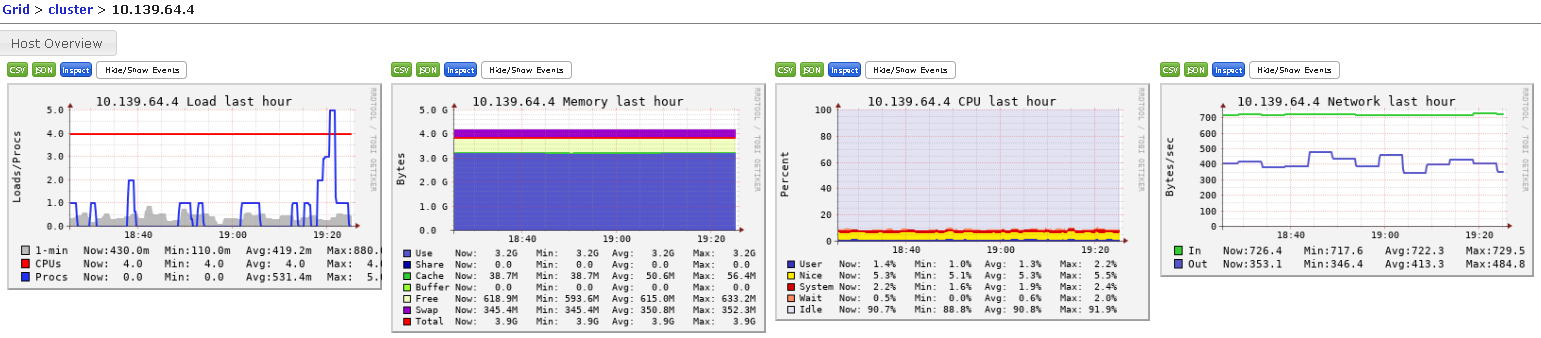 Grid > cluster > 10.139.64.4
Host Overview
CSV JSON Inspect Hide/Show Events
10.139.64.4 Load last hour
RRDTOOL / TOBI OETIKER
Loads/Procs
5.0
4.0
3.0
2.0
1.0
0.0
18:40 19:00 19:20
1-min Now:430.0m Min:110.0m Avg:419.2m Max:880.
CPUs Now: 4.0 Min: 4.0 Avg: 4.0 Max: 4.
Procs Now: 0.0 Min: 0.0 Avg:531.4m Max: 5.
CSV JSON Inspect Hide/Show Events
10.139.64.4 Memory last hour
RRDTOOL / TOBI OETIKER
Bytes
5.0 G
4.0 G
3.0 G
2.0 G
1.0 G
0.0
18:40 19:00 19:20
Use Now: 3.2G Min: 3.2G Avg: 3.2G Max: 3.2G
Share Now: 0.0 Min: 0.0 Avg: 0.0 Max: 0.0
Cache Now: 38.7M Min: 38.7M Avg: 50.6M Max: 56.4M
Buffer Now: 0.0 Min: 0.0 Avg: 0.0 Max: 0.0
Free Now: 618.9M Min: 593.6M Avg: 615.0M Max: 633.2M
Swap Now: 345.4M Min: 345.4M Avg: 350.8M Max: 352.3M
Total Now: 3.9G Min: 3.9G Avg: 3.9G Max: 3.9G
CSV JSON Inspect Hide/Show Events
10.139.64.4 CPU last hour
RRDTOOL / TOBI OETIKER
Percent
100
80
60
40
20
0
18:40 19:00 19:20
User Now: 1.4% Min: 1.0% Avg: 1.3% Max: 2.2%
Nice Now: 5.3% Min: 5.1% Avg: 5.3% Max: 5.5%
System Now: 2.2% Min: 1.6% Avg: 1.9% Max: 2.4%
Wait Now: 0.5% Min: 0.0% Avg: 0.6% Max: 2.0%
Idle Now: 90.7% Min: 88.8% Avg: 90.8% Max: 91.9%
CSV JSON Inspect Hide/Show Events
10.139.64.4 Network last hour
RRDTOOL / TOBI OETIKER
Bytes/sec
700
600
500
400
300
200
100
0
18:40 19:00 19:20
In Now:726.4 Min:717.6 Avg:722.3 Max:729.5
Out Now:353.1 Min:346.4 Avg:413.3 Max:484.8